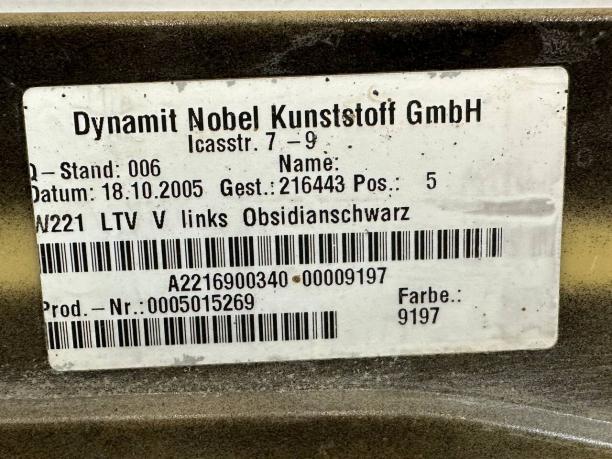 Dynamit Nobel Kunststoff GmbH
Icasstr. 7 -9
Q-Stand: 006 Name:
Datum: 18.10.2005 Gest.: 216443 Pos.: 5
W221 LTV V links Obsidianschwarz
A2216900340 00009197
Prod.-Nr.:0005015269 Farbe.:
9197